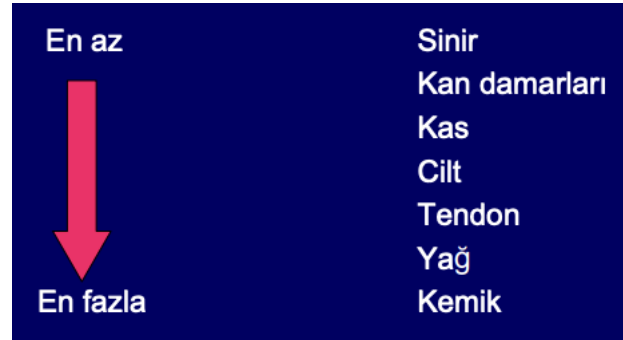 En az
Sinir
Kan damarları
Kas
Cilt
Tendon
Yağ
En fazla
Kemik